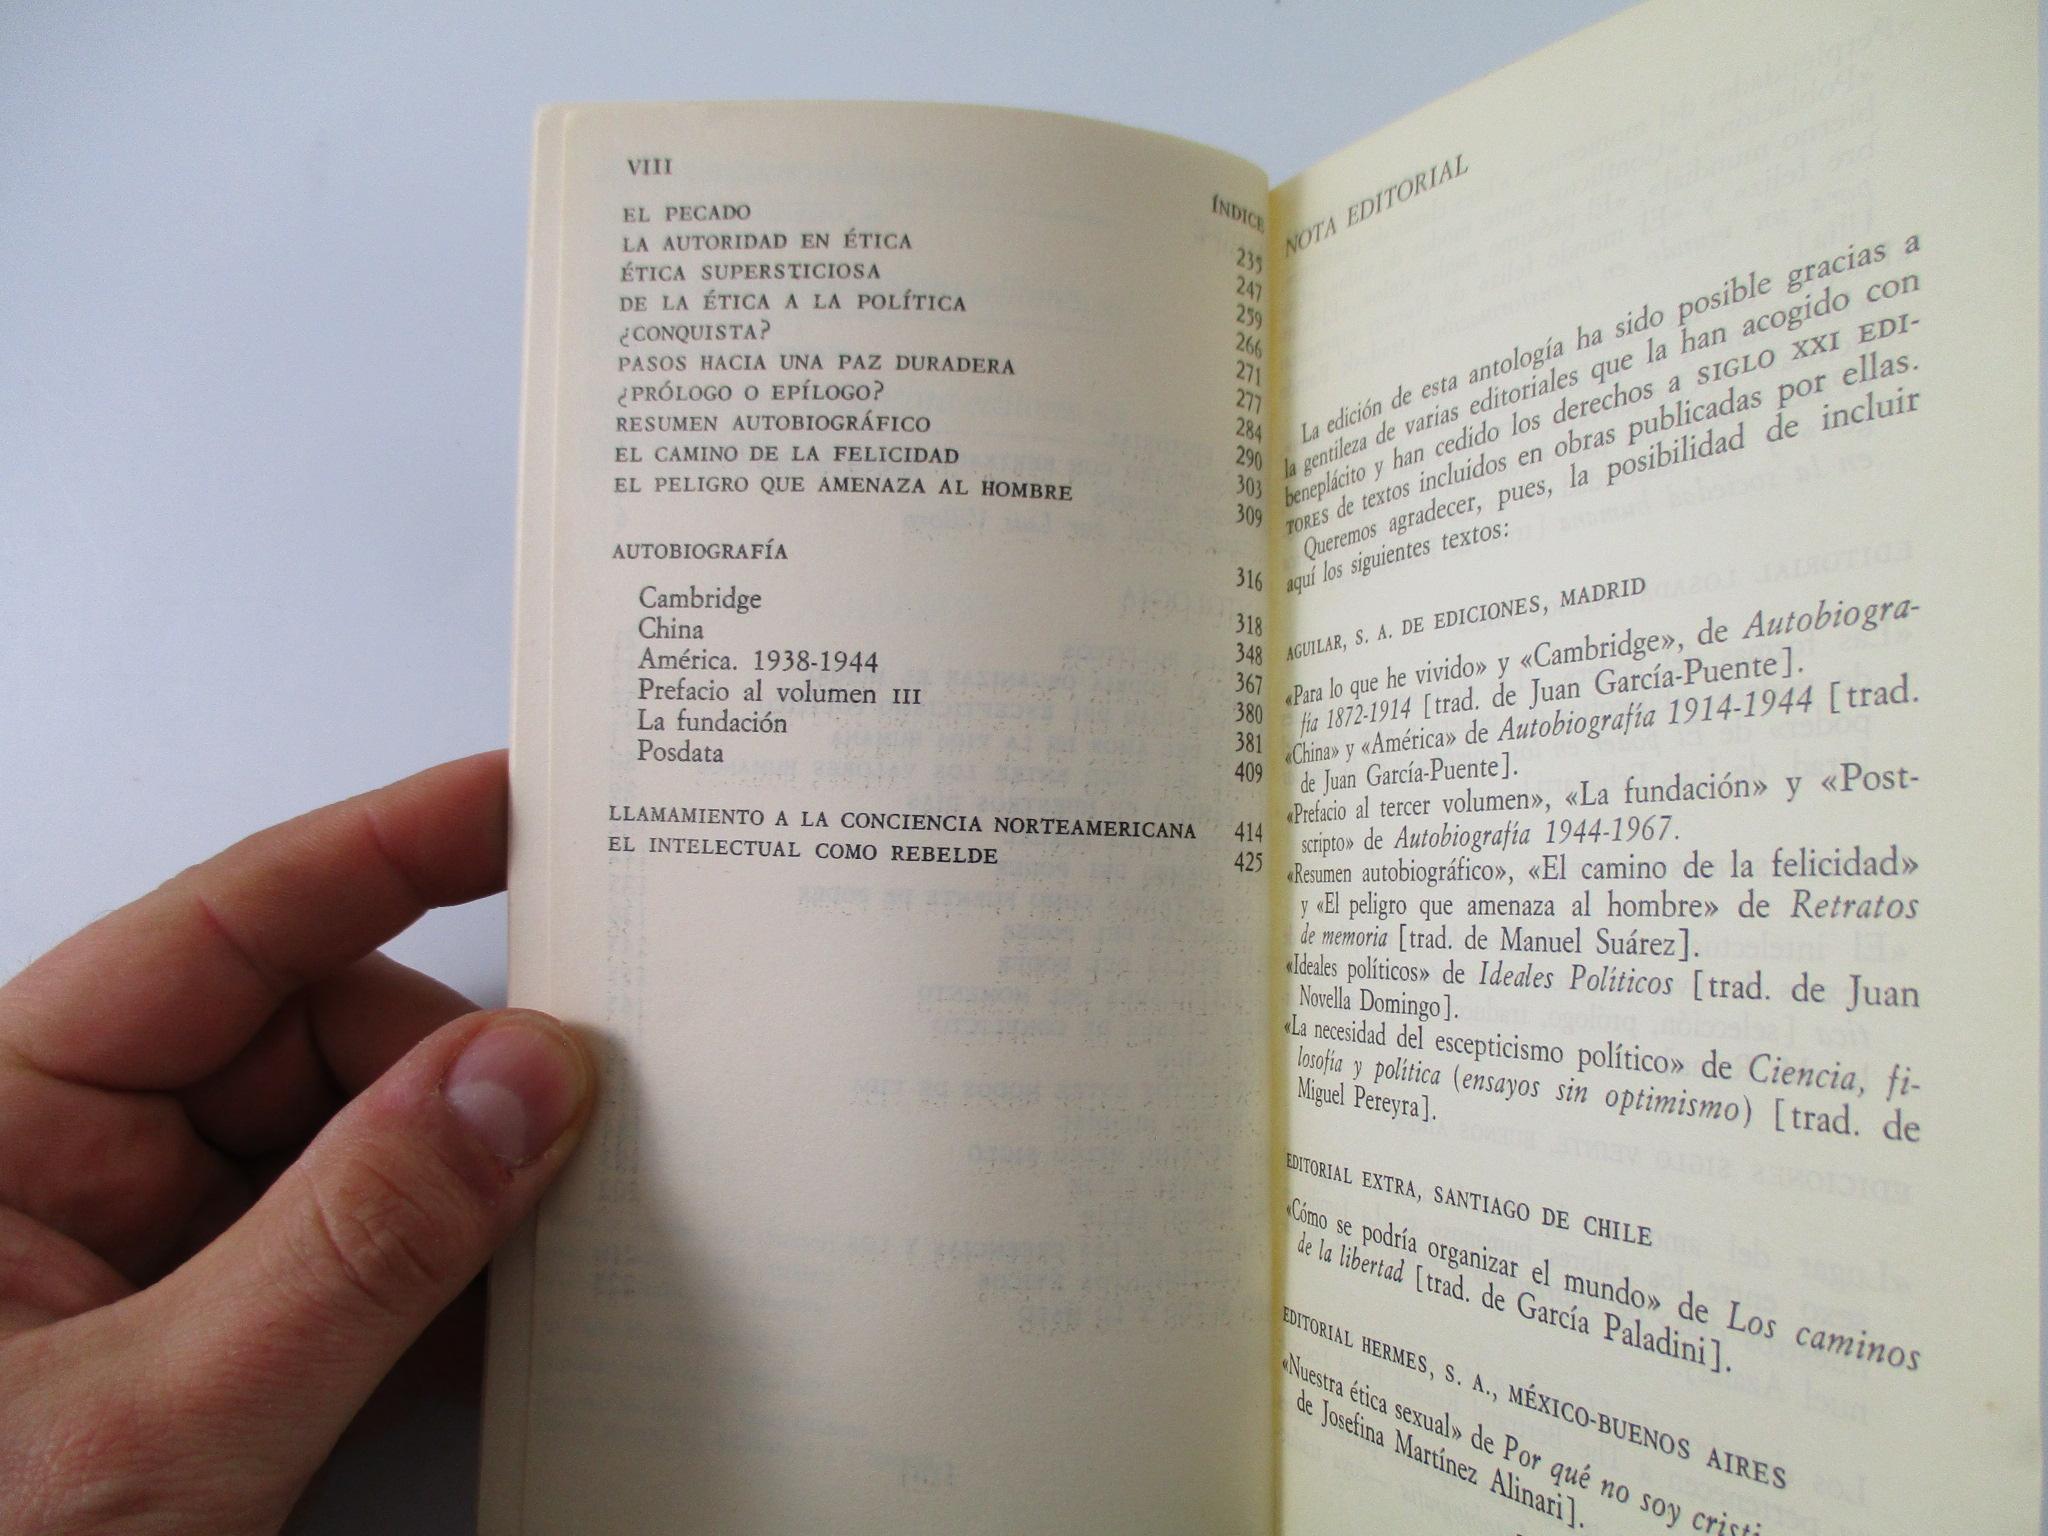 VIII
ÍNDICE
EL PECADO 235
LA AUTORIDAD EN ÉTICA 247
ÉTICA SUPERSTICIOSA 259
DE LA ÉTICA A LA POLÍTICA 266
¿CONQUISTA? 271
PASOS HACIA UNA PAZ DURADERA 277
¿PRÓLOGO O EPÍLOGO? 284
RESUMEN AUTOBIOGRÁFICO 290
EL CAMINO DE LA FELICIDAD 303
EL PELIGRO QUE AMENAZA AL HOMBRE 309
AUTOBIOGRAFÍA 316
Cambridge 318
China 348
América. 1938-1944 367
Prefacio al volumen III 380
La fundación 381
Posdata 409
LLAMAMIENTO A LA CONCIENCIA NORTEAMERICANA 414
EL INTELECTUAL COMO REBELDE 425
NOTA EDITORIAL
La edición de esta antología ha sido posible gracias a
la gentileza de varias editoriales que la han acogido con
beneplácito y han cedido los derechos a SIGLO XXI EDI-
TORES de textos incluidos en obras publicadas por ellas.
Queremos agradecer, pues, la posibilidad de incluir
aquí los siguientes textos:
AGUILAR, S. A. DE EDICIONES, MADRID
«Para lo que he vivido» y «Cambridge», de Autobiogra-
fía 1872-1914 [trad. de Juan García-Puente].
«China» y «América» de Autobiografía 1914-1944 [trad.
de Juan García-Puente].
«Prefacio al tercer volumen», «La fundación» y «Post-
scripto» de Autobiografía 1944-1967.
«Resumen autobiográfico», «El camino de la felicidad»
y «El peligro que amenaza al hombre» de Retratos
de memoria [trad. de Manuel Suárez].
«Ideales políticos» de Ideales Políticos [trad. de Juan
Novella Domingo].
«La necesidad del escepticismo político» de Ciencia, fi-
losofía y política (ensayos sin optimismo) [trad. de
Miguel Pereyra].
EDITORIAL EXTRA, SANTIAGO DE CHILE
«Cómo se podría organizar el mundo» de Los caminos
de la libertad [trad. de García Paladini].
EDITORIAL HERMES, S. A., MÉXICO-BUENOS AIRES
«Nuestra ética sexual» de Por qué no soy cristi
de Josefina Martínez Alinari].